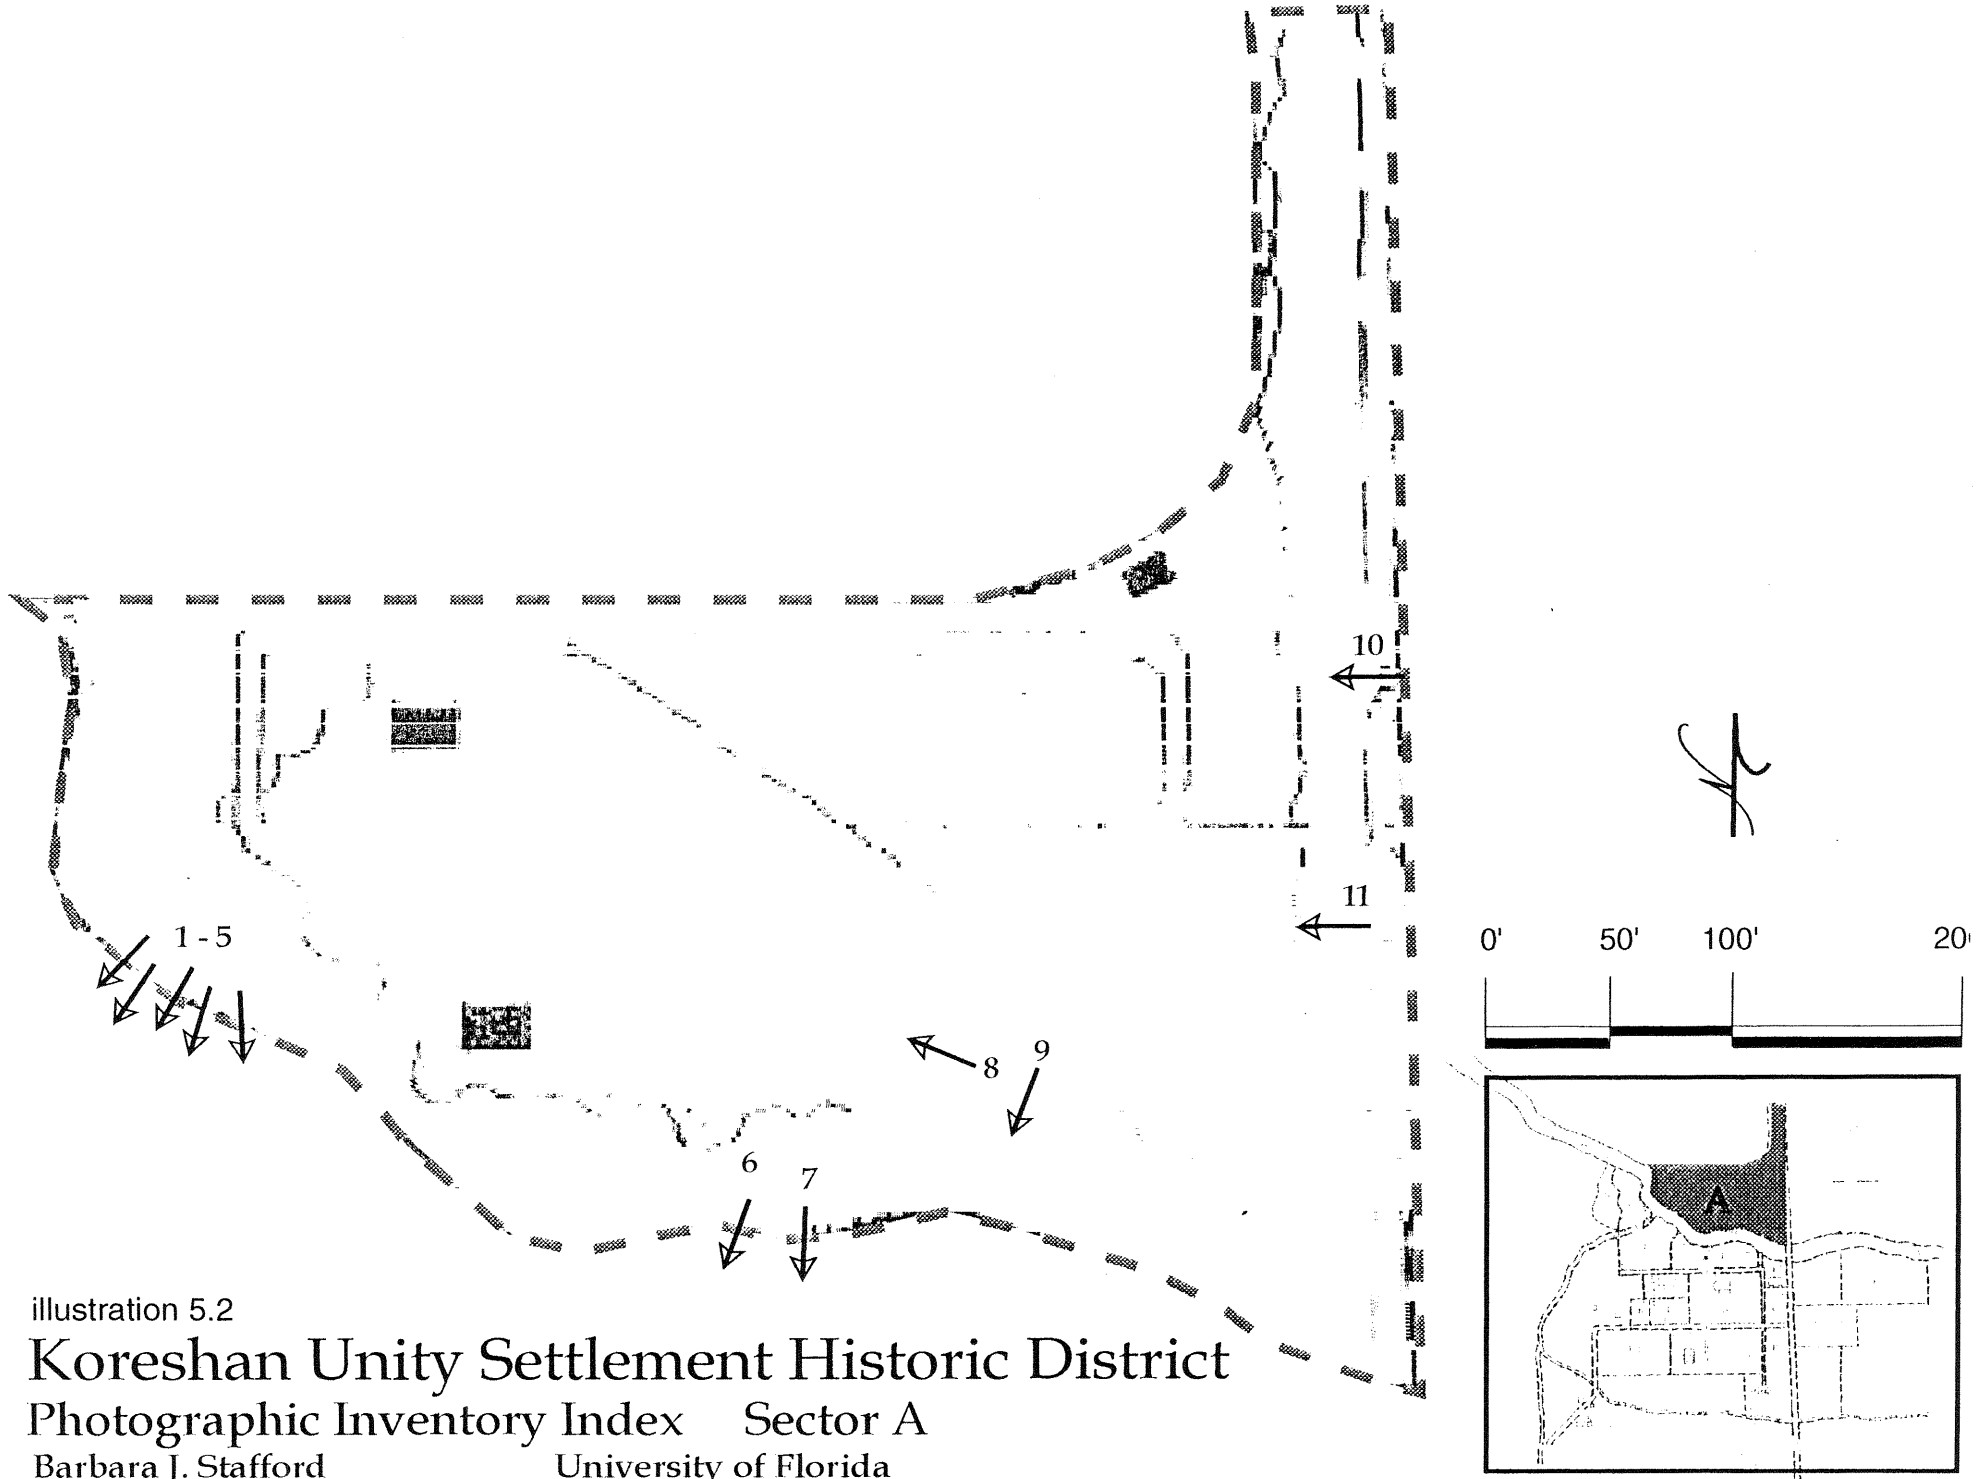 10
11
1 - 5
0' 50' 100' 20
8
9
6
7
A
illustration 5.2
Koreshan Unity Settlement Historic District
Photographic Inventory Index Sector A
Barbara J. Stafford University of Florida